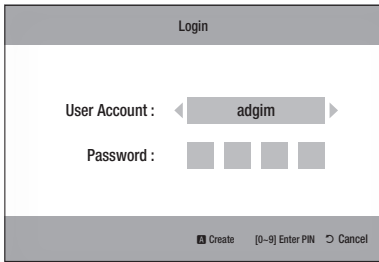 Login
User Account : adgim
Password :
A Create [0~9] Enter PIN Cancel